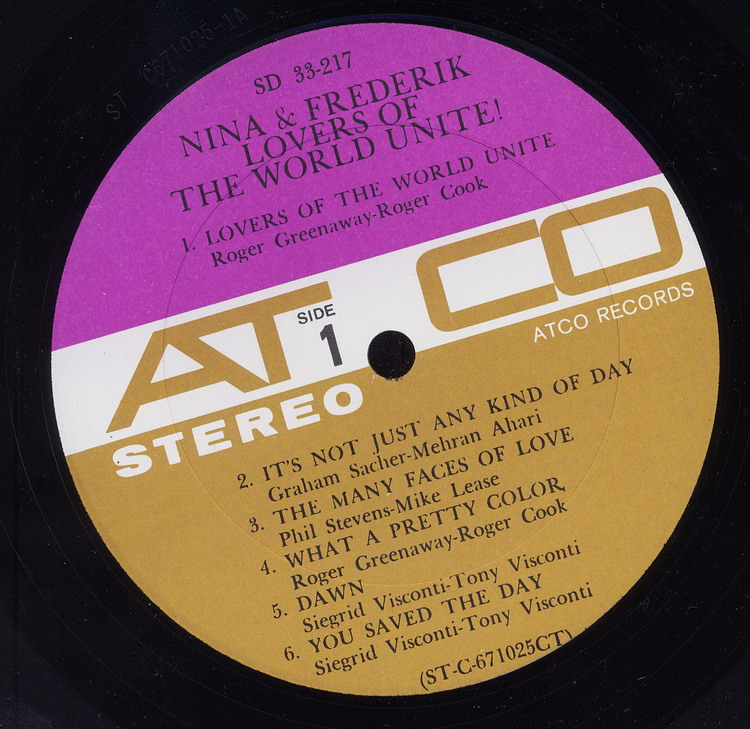 ST C671025-1A
SD 33-217
NINA & FREDERIK
LOVERS OF
THE WORLD UNITE!
1. LOVERS OF THE WORLD UNITE
Roger Greenaway-Roger Cook
ATCO
SIDE
1
ATCO RECORDS
STEREO
2. IT'S NOT JUST ANY KIND OF DAY
Graham Sacher-Mehran Ahari
3. THE MANY FACES OF LOVE
Phil Stevens-Mike Lease
4. WHAT A PRETTY COLOR
Roger Greenaway-Roger Cook
5. DAWN
Siegrid Visconti-Tony Visconti
6. YOU SAVED THE DAY
Siegrid Visconti-Tony Visconti
(ST-C-671025CT)